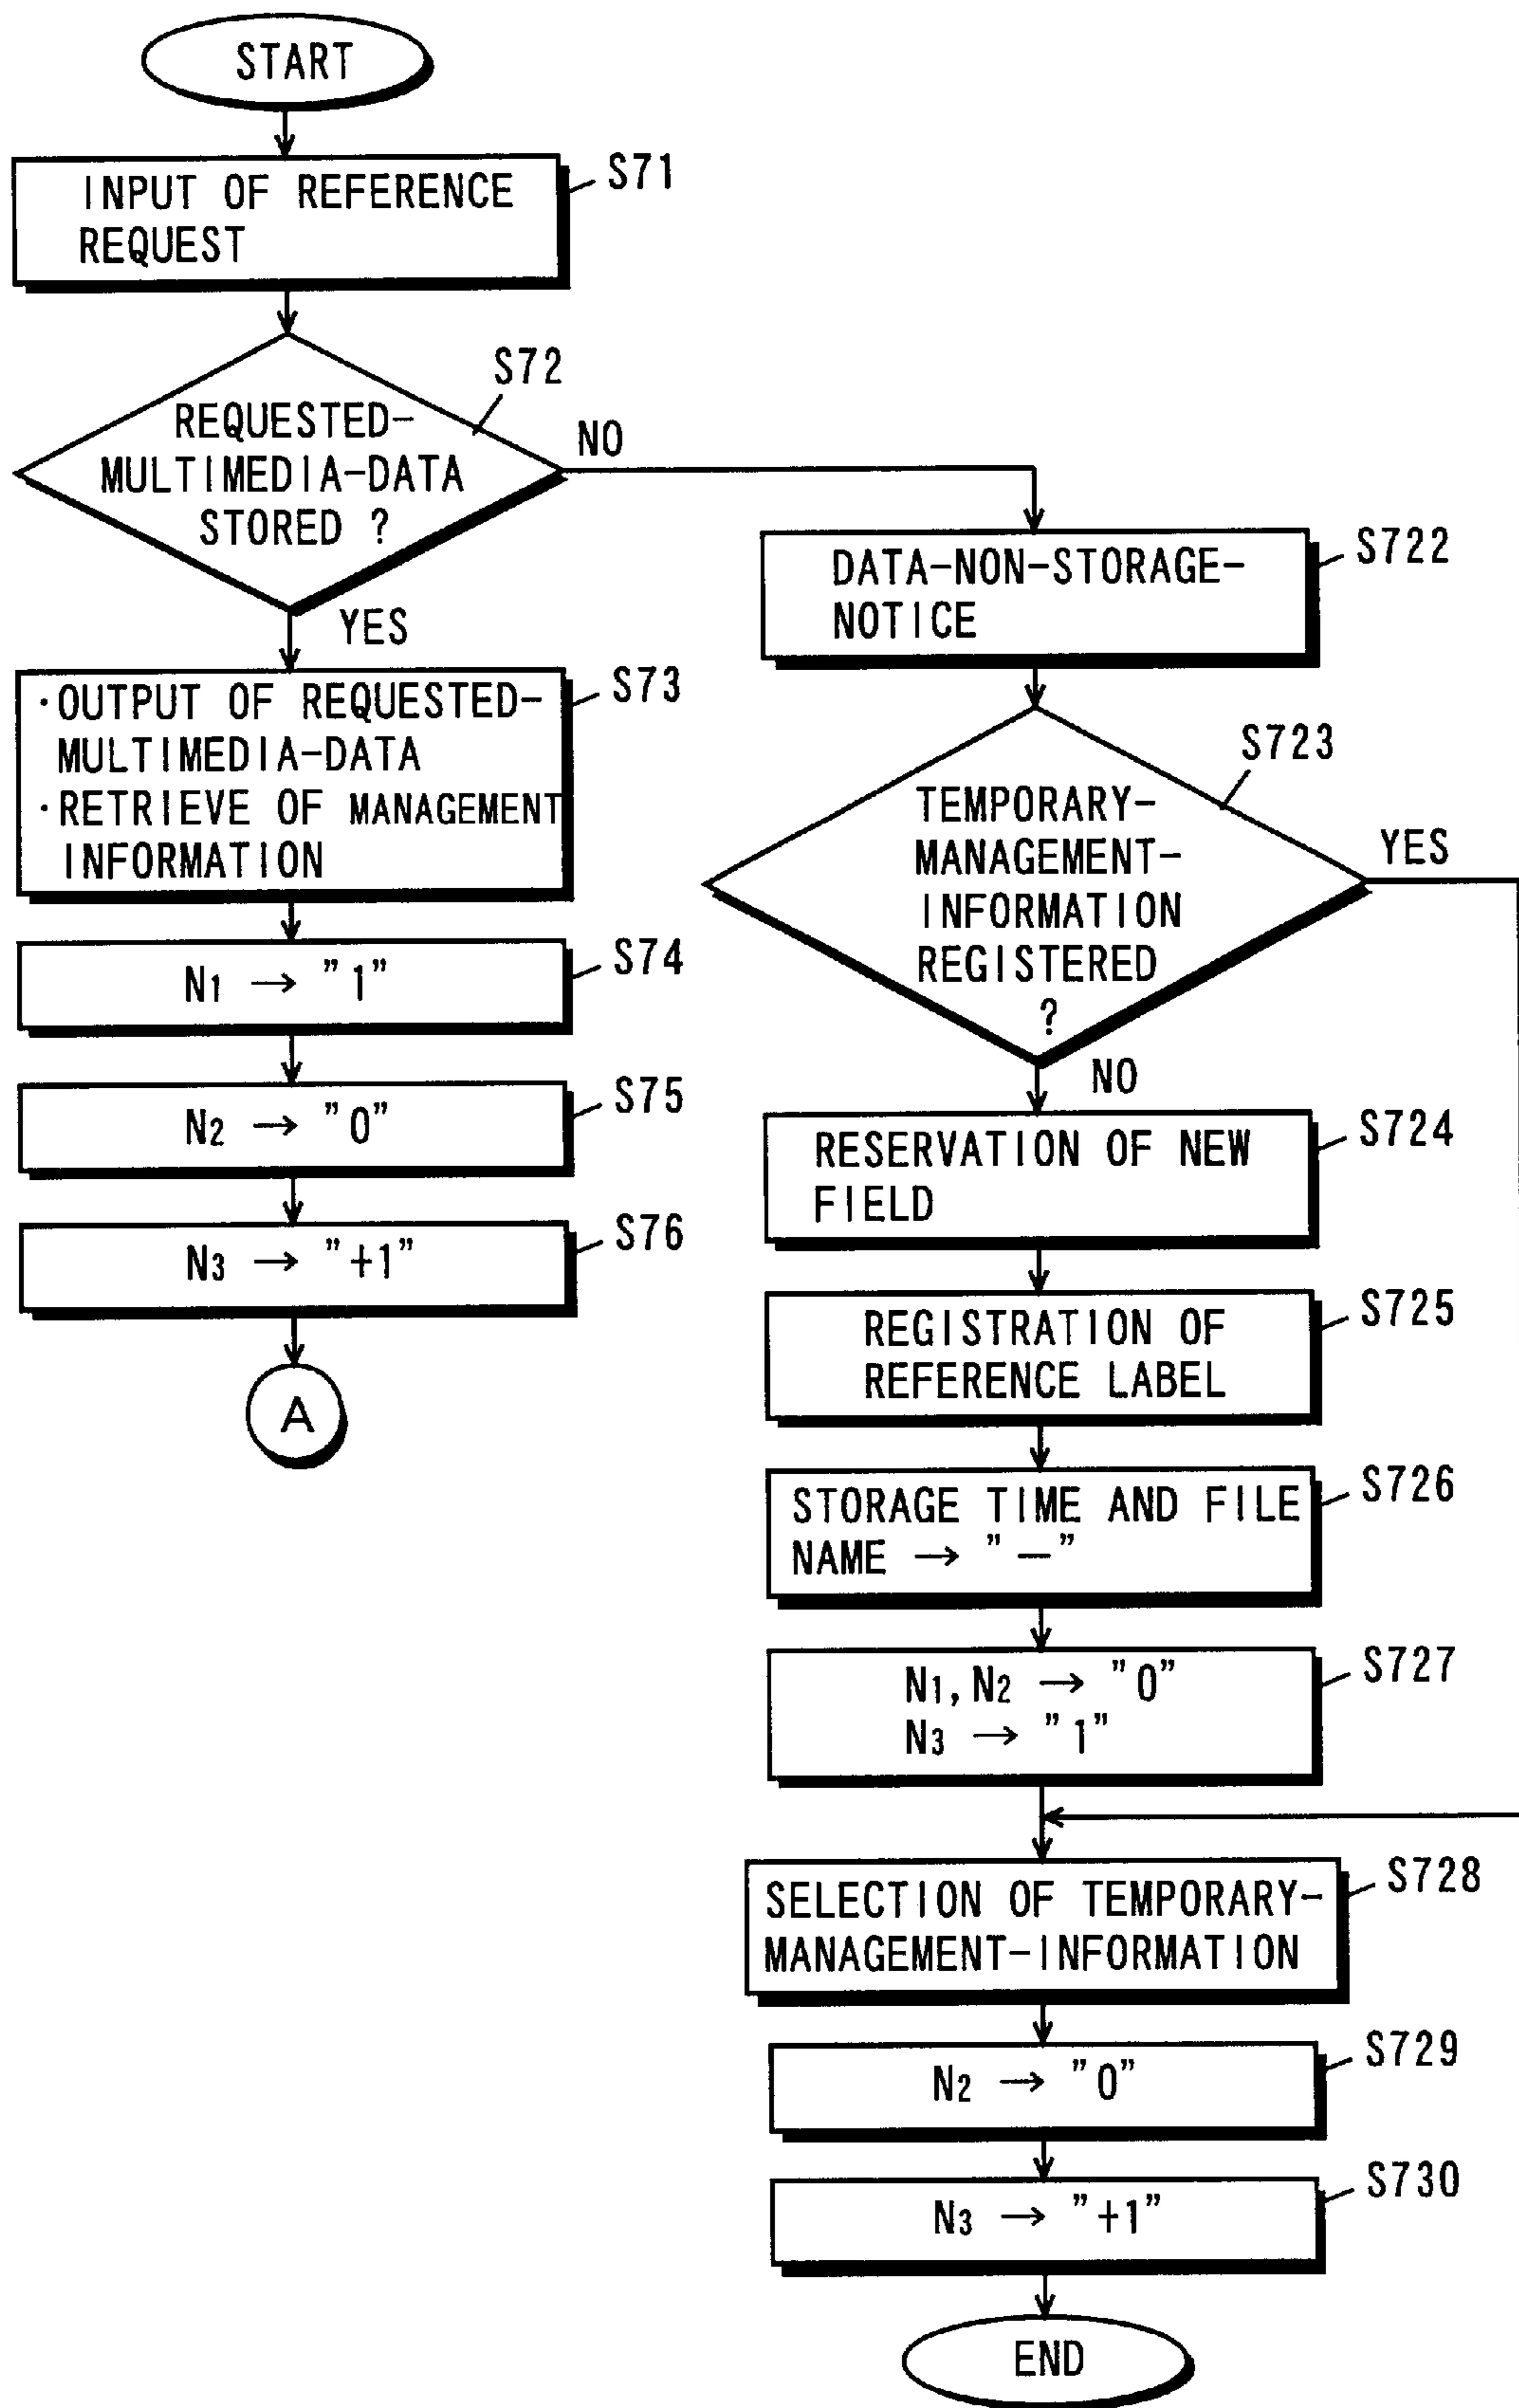 START
INPUT OF REFERENCE
REQUEST
S71
REQUESTED-
MULTIMEDIA-DATA
STORED ?
S72
NO
YES
·OUTPUT OF REQUESTED-
MULTIMEDIA-DATA
·RETRIEVE OF MANAGEMENT
INFORMATION
S73
N1 → "1"
S74
N2 → "0"
S75
N3 → "+1"
S76
A
DATA-NON-STORAGE-
NOTICE
S722
TEMPORARY-
MANAGEMENT-
INFORMATION
REGISTERED
?
S723
YES
NO
RESERVATION OF NEW
FIELD
S724
REGISTRATION OF
REFERENCE LABEL
S725
STORAGE TIME AND FILE
NAME → "—"
S726
N1, N2 → "0"
N3 → "1"
S727
SELECTION OF TEMPORARY-
MANAGEMENT-INFORMATION
S728
N2 → "0"
S729
N3 → "+1"
S730
END